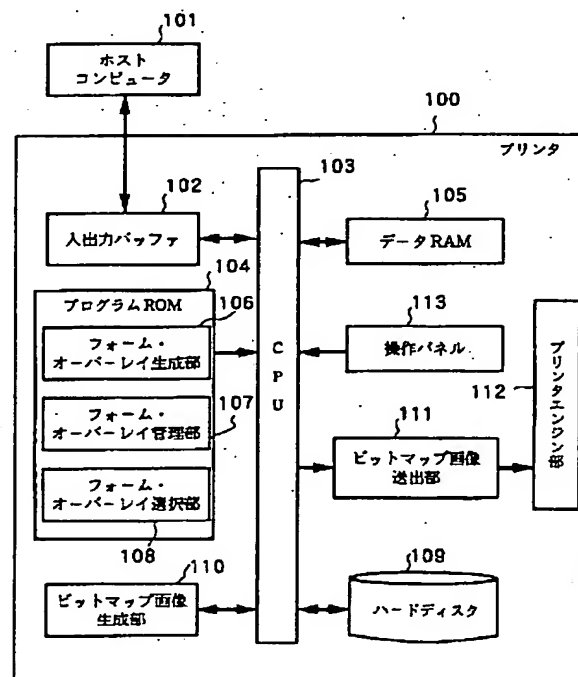 101
ホスト
コンピュータ
100
プリンタ
103
102
入出力バッファ
105
データRAM
104
プログラムROM
106
フォーム・
オーバーレイ生成部
113
操作パネル
CPU
プリンタエンジン部
112
107
フォーム・
オーバーレイ管理部
111
ビットマップ画像
送出部
フォーム・
オーバーレイ選択部
108
110
ビットマップ画像
生成部
109
ハードディスク